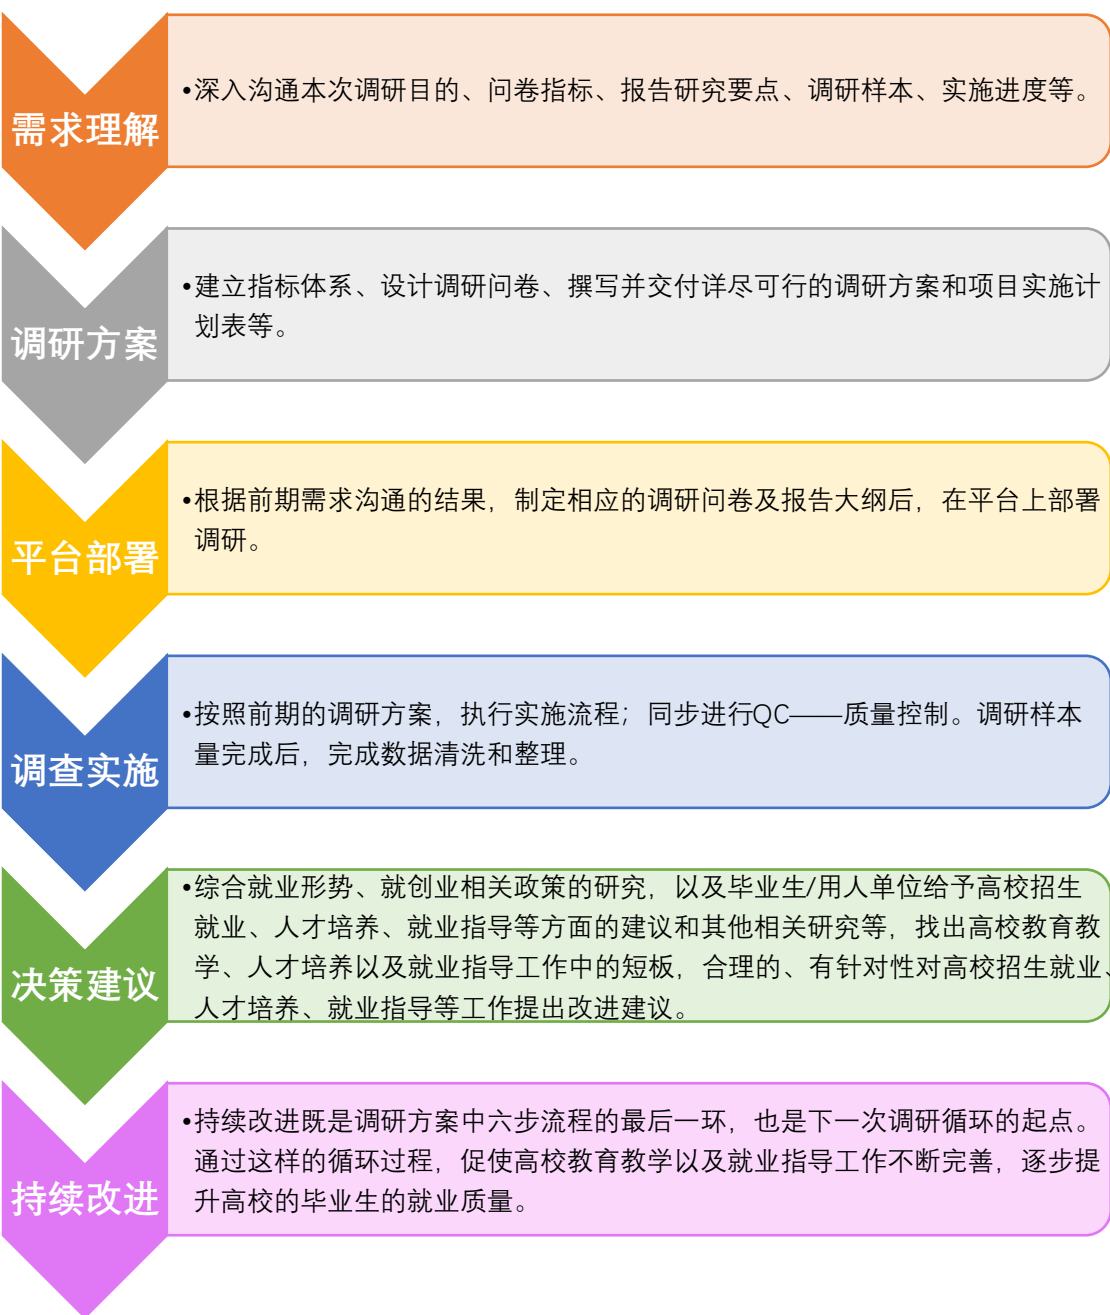 需求理解
•深入沟通本次调研目的、问卷指标、报告研究要点、调研样本、实施进度等。
调研方案
•建立指标体系、设计调研问卷、撰写并交付详尽可行的调研方案和项目实施计
划表等。
平台部署
•根据前期需求沟通的结果，制定相应的调研问卷及报告大纲后，在平台上部署
调研。
调查实施
•按照前期的调研方案，执行实施流程；同步进行QC——质量控制。调研样本
量完成后，完成数据清洗和整理。
决策建议
•综合就业形势、就创业相关政策的研究，以及毕业生/用人单位给予高校招生
就业、人才培养、就业指导等方面的建议和其他相关研究等，找出高校教育教
学、人才培养以及就业指导工作中的短板，合理的、有针对性对高校招生就业、
人才培养、就业指导等工作提出改进建议。
持续改进
•持续改进既是调研方案中六步流程的最后一环，也是下一次调研循环的起点。
通过这样的循环过程，促使高校教育教学以及就业指导工作不断完善，逐步提
升高校的毕业生的就业质量。